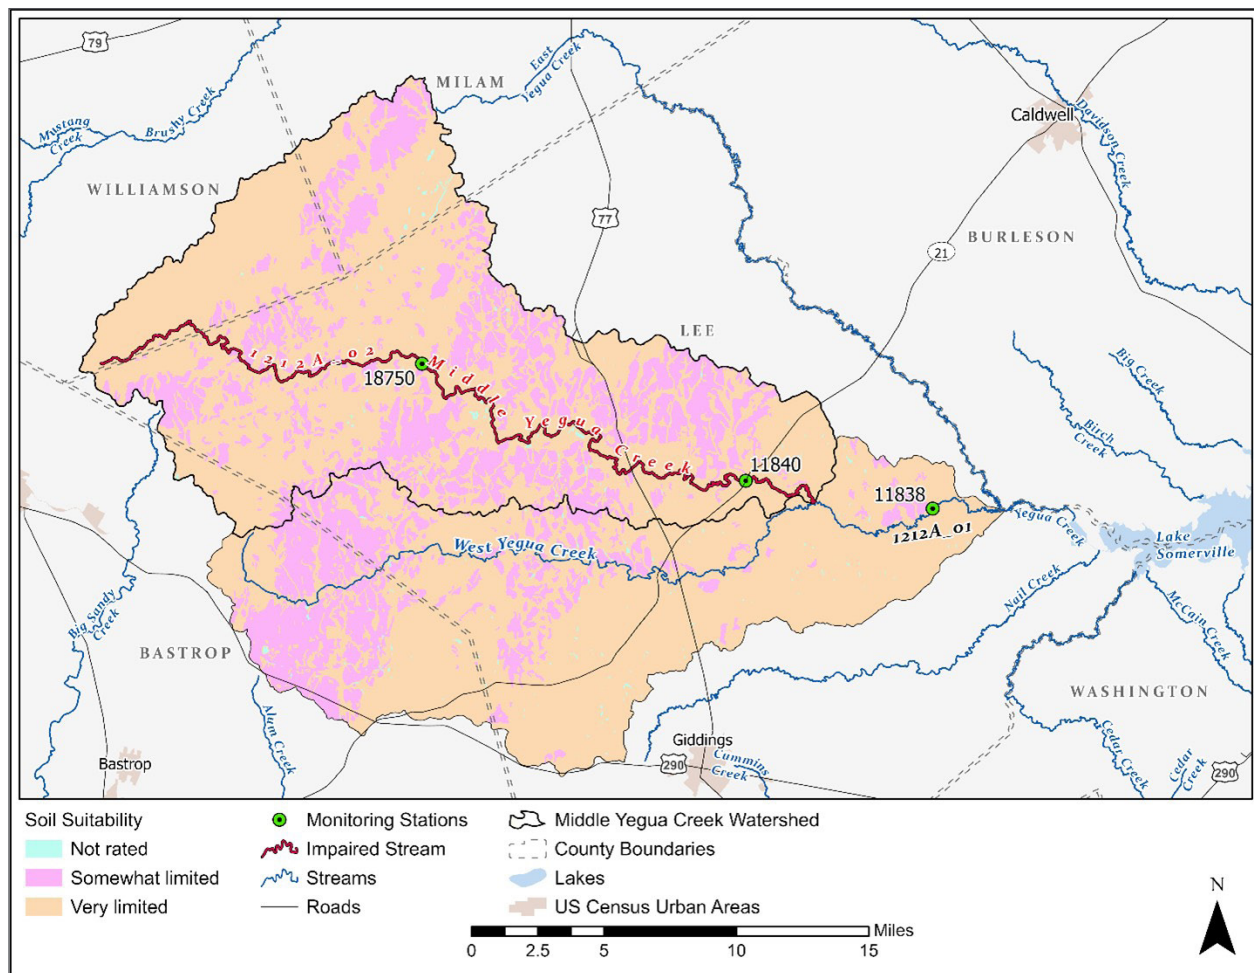 79
MILAM
East
Yegua Creek
Mustang
Creek
Brushy Creek
Caldwell
Davidson Creek
WILLIAMSON
77
BURLESON
21
LEE
1212A_02
Middle Yegua Creek
18750
11840
11838
1212A_01
Big Creek
Birch
Creek
Yegua Creek
Lake
Somerville
West Yegua Creek
Nail Creek
McCain Creek
Big Sandy
Creek
BASTROP
WASHINGTON
Alum Creek
Bastrop
Giddings
290
Cummins
Creek
Cedar Creek
Cedar
Creek
290
Soil Suitability
Not rated
Somewhat limited
Very limited
Monitoring Stations
Impaired Stream
Streams
Roads
Middle Yegua Creek Watershed
County Boundaries
Lakes
US Census Urban Areas
0 2.5 5 10 15 Miles
N